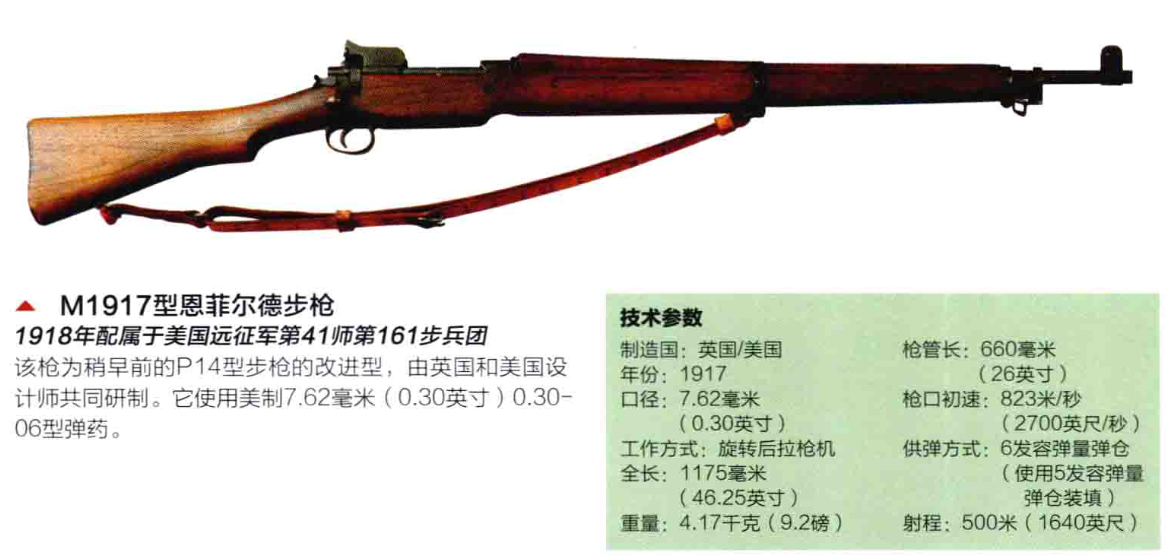 ▲ M1917型恩菲尔德步枪
1918年配属于美国远征军第41师第161步兵团
该枪为稍早前的P14型步枪的改进型，由英国和美国设
计师共同研制。它使用美制7.62毫米（0.30英寸）0.30-
06型弹药。
技术参数
制造国：英国/美国
年份：1917
口径：7.62毫米
（0.30英寸）
工作方式：旋转后拉枪机
全长：1175毫米
（46.25英寸）
重量：4.17千克（9.2磅）
枪管长：660毫米
（26英寸）
枪口初速：823米/秒
（2700英尺/秒）
供弹方式：6发容弹量弹仓
（使用5发容弹量
弹仓装填）
射程：500米（1640英尺）